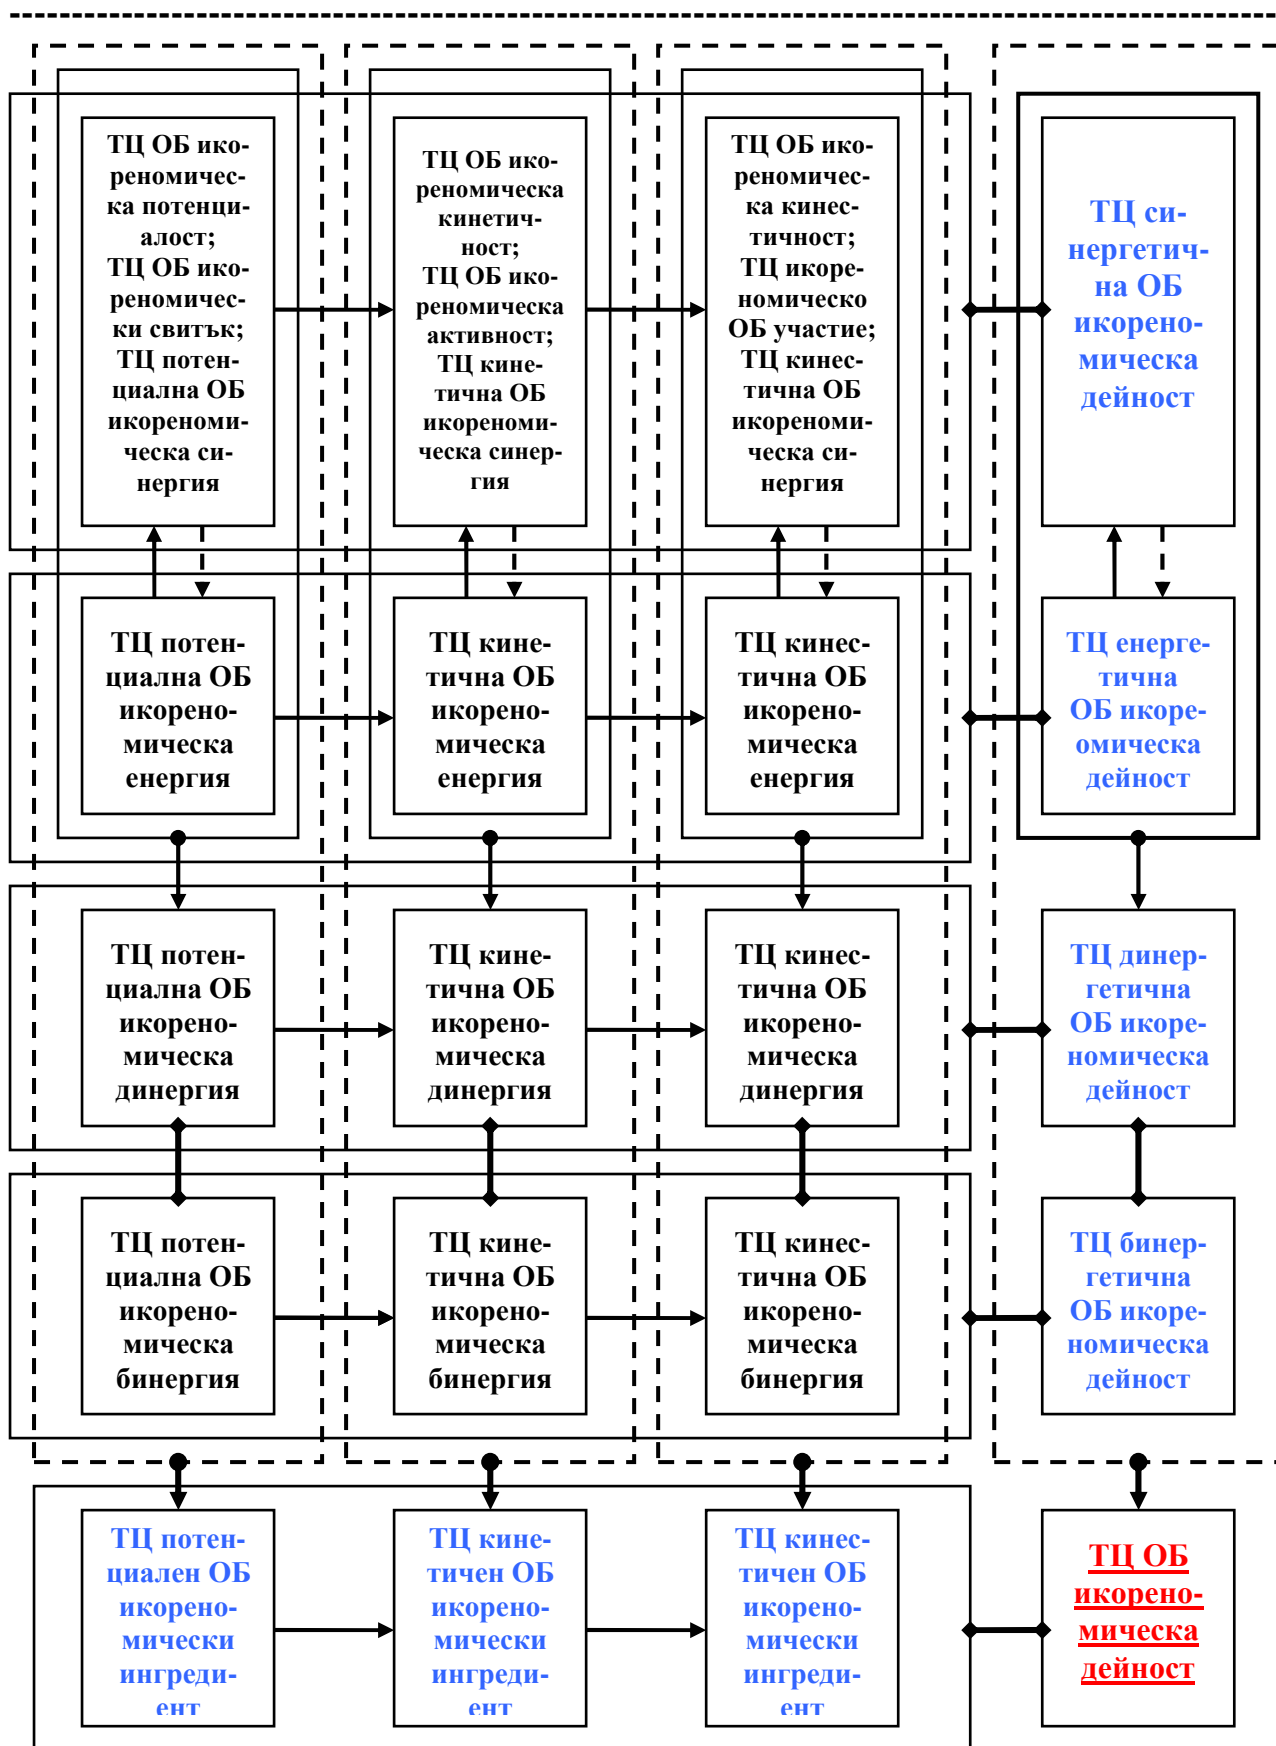 ТЦ ОБ ико-
реномичес-
ка потенци-
алост;
ТЦ ОБ ико-
реномичес-
ки свитък;
ТЦ потен-
циална ОБ
икореноми-
ческа си-
нергия
ТЦ ОБ ико-
реномическа
кинетич-
ност;
ТЦ ОБ ико-
реномическа
активност;
ТЦ кине-
тична ОБ
икореноми-
ческа синер-
гия
ТЦ ОБ ико-
реномичес-
ка кинес-
тичност;
ТЦ икоре-
номическо
ОБ участие;
ТЦ кинес-
тична ОБ
икореноми-
ческа си-
нергия
ТЦ си-
нергетич-
на ОБ
икорено-
мическа
дейност
ТЦ потен-
циална ОБ
икорено-
мическа
енергия
ТЦ кине-
тична ОБ
икорено-
мическа
енергия
ТЦ кинес-
тична ОБ
икорено-
мическа
енергия
ТЦ енерге-
тична
ОБ икоре-
омическа
дейност
ТЦ потен-
циална ОБ
икорено-
мическа
динергия
ТЦ кине-
тична ОБ
икорено-
мическа
динергия
ТЦ кинес-
тична ОБ
икорено-
мическа
динергия
ТЦ динер-
гетична
ОБ икоре-
номическа
дейност
ТЦ потен-
циална ОБ
икорено-
мическа
бинергия
ТЦ кине-
тична ОБ
икорено-
мическа
бинергия
ТЦ кинес-
тична ОБ
икорено-
мическа
бинергия
ТЦ бинер-
гетична
ОБ икоре-
номическа
дейност
ТЦ потен-
циален ОБ
икорено-
мически
ингреди-
ент
ТЦ кине-
тичен ОБ
икорено-
мически
ингреди-
ент
ТЦ кинес-
тичен ОБ
икорено-
мически
ингреди-
ент
ТЦ ОБ
икорено-
мическа
дейност